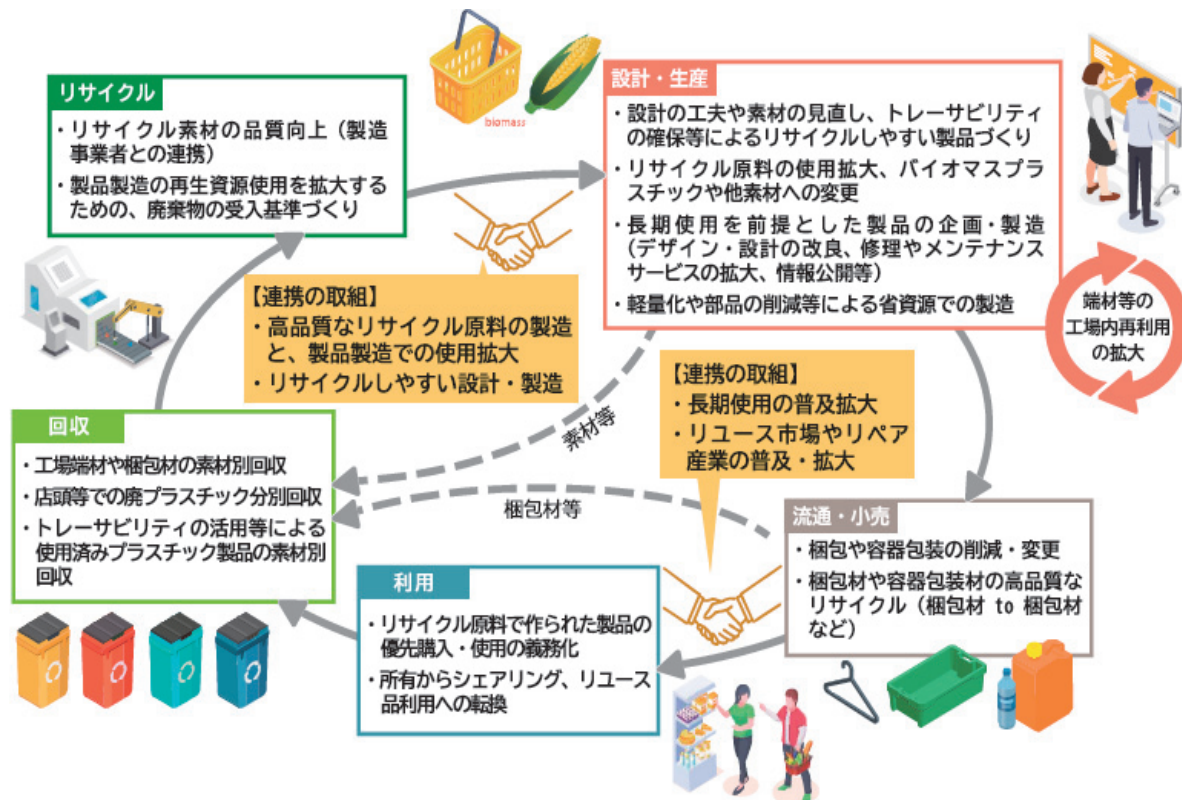 biomass
リサイクル
・リサイクル素材の品質向上（製造
事業者との連携）
・製品製造の再生資源使用を拡大する
ための、廃棄物の受入基準づくり
設計・生産
・設計の工夫や素材の見直し、トレーサビリティ
の確保等によるリサイクルしやすい製品づくり
・リサイクル原料の使用拡大、バイオマスプラ
スチックや他素材への変更
・長期使用を前提とした製品の企画・製造
（デザイン・設計の改良、修理やメンテナンス
サービスの拡大、情報公開等）
・軽量化や部品の削減等による省資源での製造
端材等の
工場内再利用
の拡大
【連携の取組】
・高品質なリサイクル原料の製造
と、製品製造での使用拡大
・リサイクルしやすい設計・製造
【連携の取組】
・長期使用の普及拡大
・リユース市場やリペア
産業の普及・拡大
素材等
梱包材等
回収
・工場端材や梱包材の素材別回収
・店頭等での廃プラスチック分別回収
・トレーサビリティの活用等による
使用済みプラスチック製品の素材別
回収
流通・小売
・梱包や容器包装の削減・変更
・梱包材や容器包装材の高品質な
リサイクル（梱包材 to 梱包材
など）
利用
・リサイクル原料で作られた製品の
優先購入・使用の義務化
・所有からシェアリング、リユース
品利用への転換